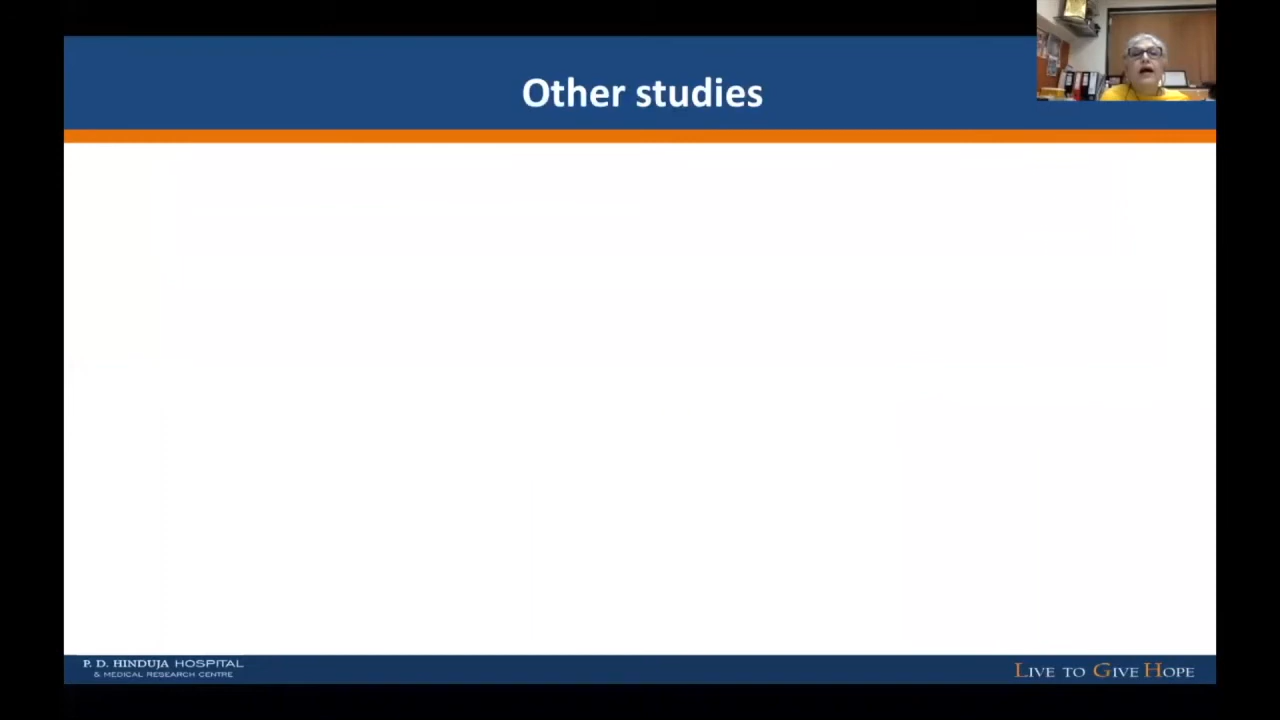 Other studies
P. D. HINDUJA HOSPITAL
& MEDICAL RESEARCH CENTRE
LIVE TO GIVE HOPE